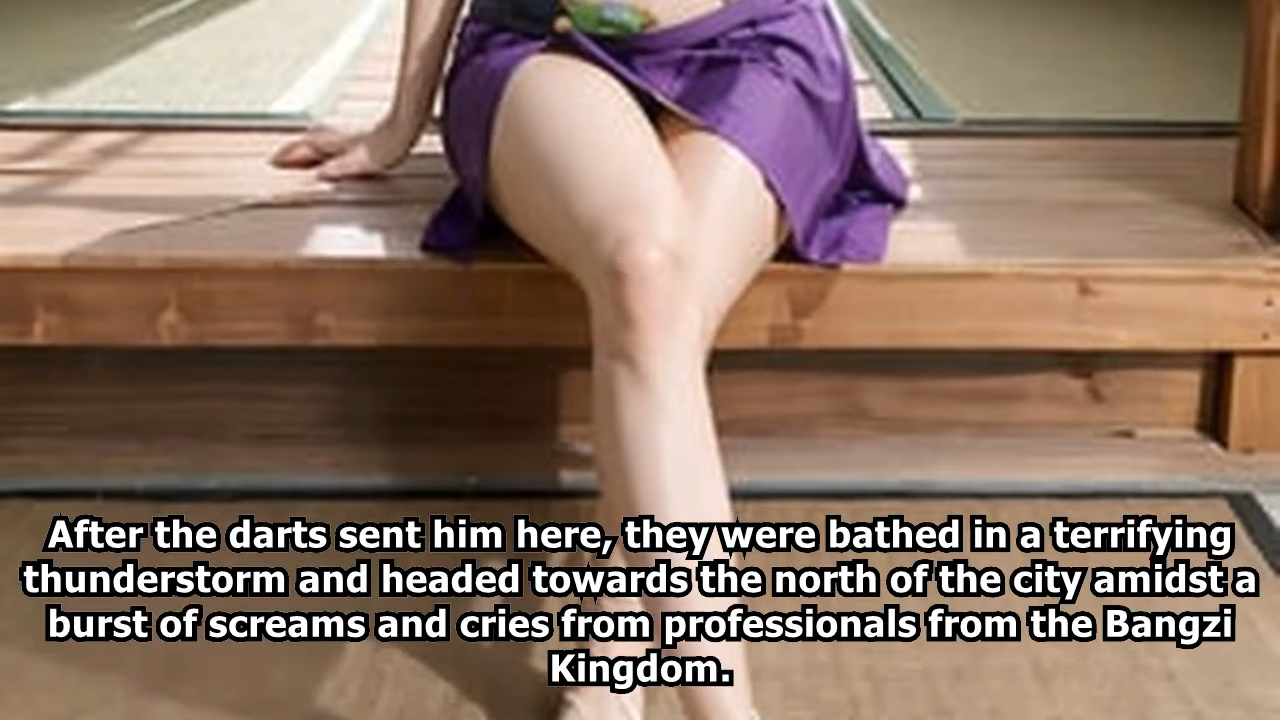 After the darts sent him here, they were bathed in a terrifying
thunderstorm and headed towards the north of the city amidst a
burst of screams and cries from professionals from the Bangzi
Kingdom.